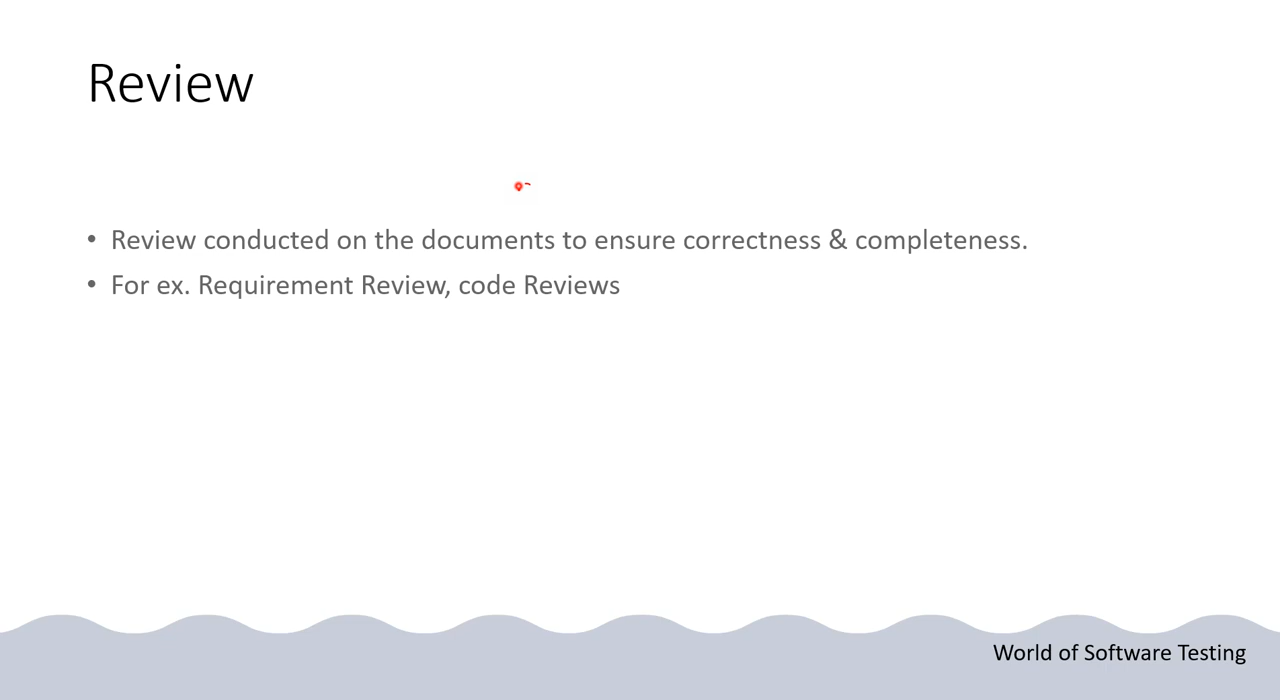 Review
• Review conducted on the documents to ensure correctness & completeness.
• For ex. Requirement Review, code Reviews
World of Software Testing